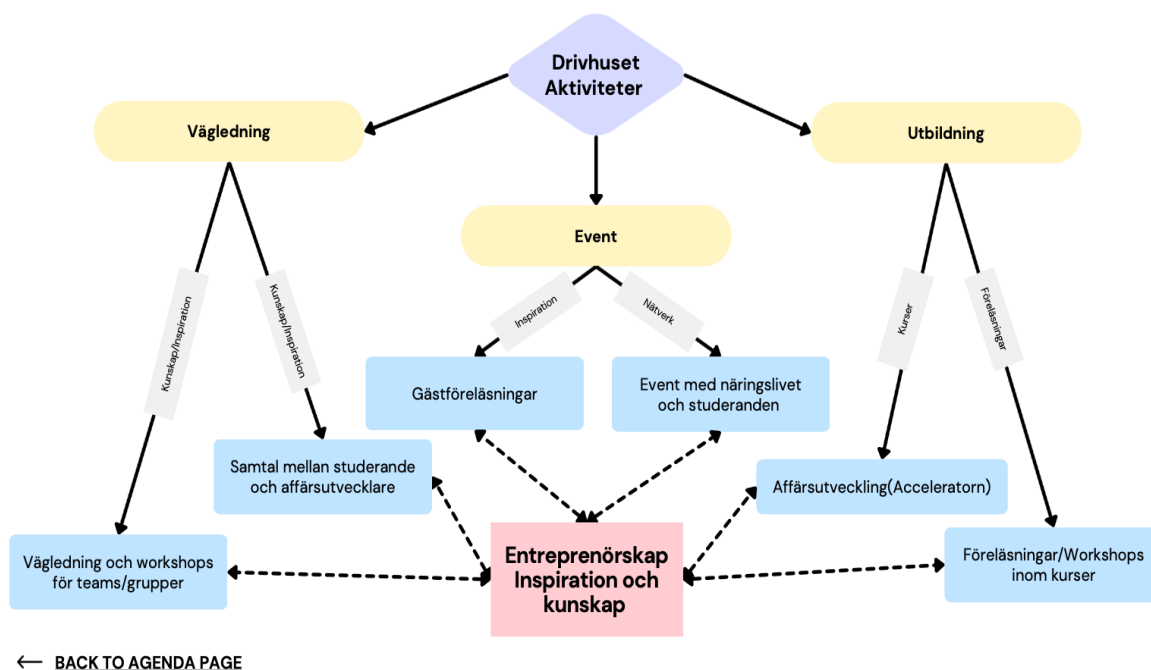 Drivhuset
Aktiviteter
Vägledning
Utbildning
Event
Kunskap/Inspiration
Kunskap/Inspiration
Inspiration
Nätverk
Kurser
Föreläsningar
Gästföreläsningar
Event med näringslivet
och studeranden
Samtal mellan studerande
och affärsutvecklare
Affärsutveckling(Acceleratorn)
Vägledning och workshops
för teams/grupper
Entreprenörskap
Inspiration och
kunskap
Föreläsningar/Workshops
inom kurser
BACK TO AGENDA PAGE